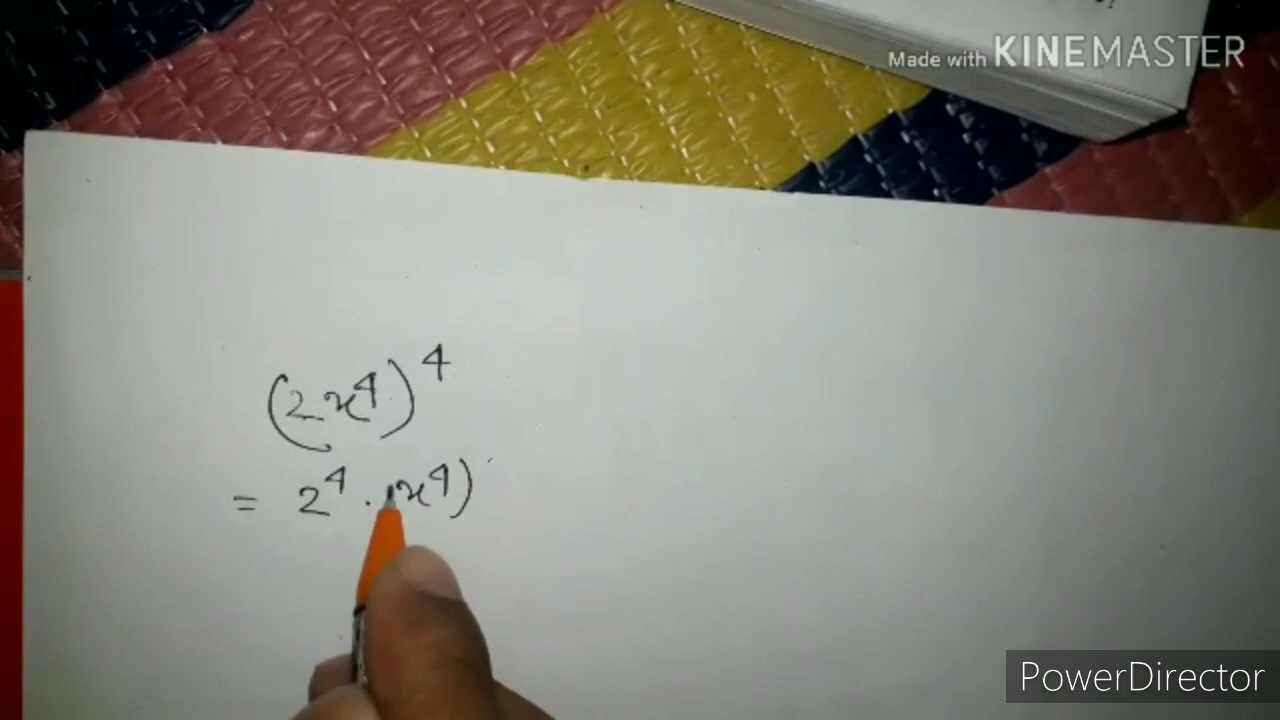 Made with KINEMASTER
(2x⁴)⁴
= 2⁴ . x⁴)
PowerDirector